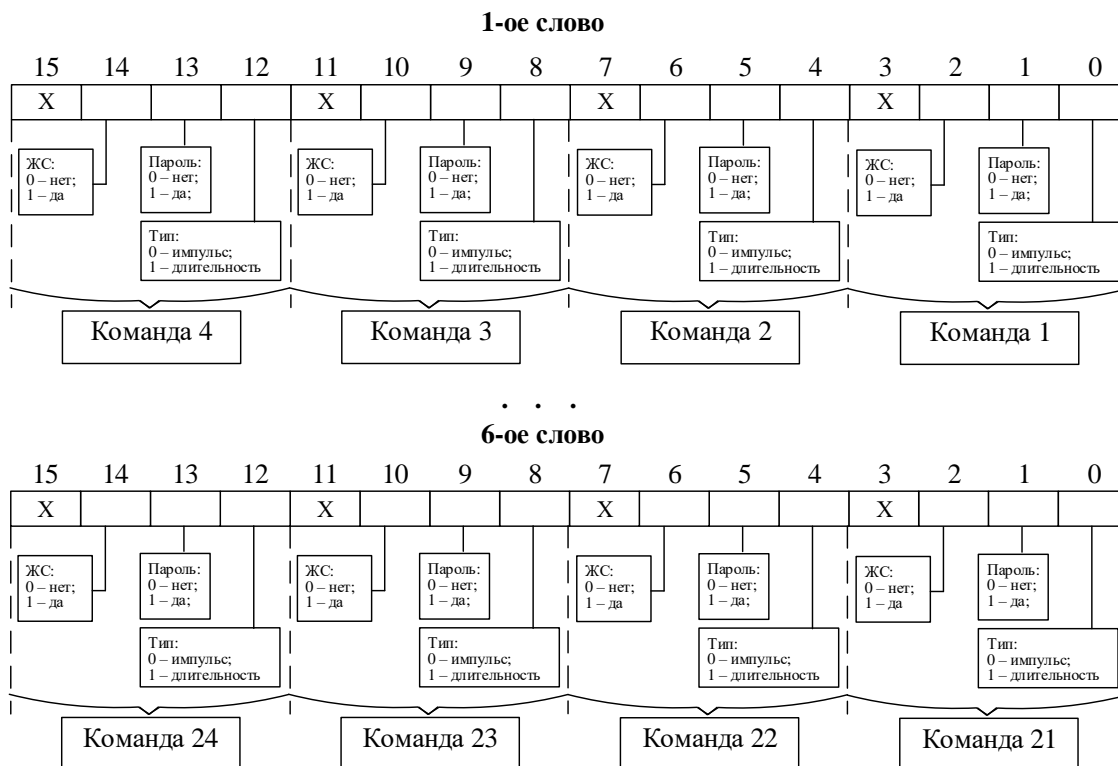 1-ое слово
15 14 13 12 11 10 9 8 7 6 5 4 3 2 1 0
X X X X
ЖС:
0 – нет;
1 – да
Пароль:
0 – нет;
1 – да;
Тип:
0 – импульс;
1 – длительность
ЖС:
0 – нет;
1 – да
Пароль:
0 – нет;
1 – да;
Тип:
0 – импульс;
1 – длительность
ЖС:
0 – нет;
1 – да
Пароль:
0 – нет;
1 – да;
Тип:
0 – импульс;
1 – длительность
ЖС:
0 – нет;
1 – да
Пароль:
0 – нет;
1 – да;
Тип:
0 – импульс;
1 – длительность
Команда 4 Команда 3 Команда 2 Команда 1
. . .
6-ое слово
15 14 13 12 11 10 9 8 7 6 5 4 3 2 1 0
X X X X
ЖС:
0 – нет;
1 – да
Пароль:
0 – нет;
1 – да;
Тип:
0 – импульс;
1 – длительность
ЖС:
0 – нет;
1 – да
Пароль:
0 – нет;
1 – да;
Тип:
0 – импульс;
1 – длительность
ЖС:
0 – нет;
1 – да
Пароль:
0 – нет;
1 – да;
Тип:
0 – импульс;
1 – длительность
ЖС:
0 – нет;
1 – да
Пароль:
0 – нет;
1 – да;
Тип:
0 – импульс;
1 – длительность
Команда 24 Команда 23 Команда 22 Команда 21